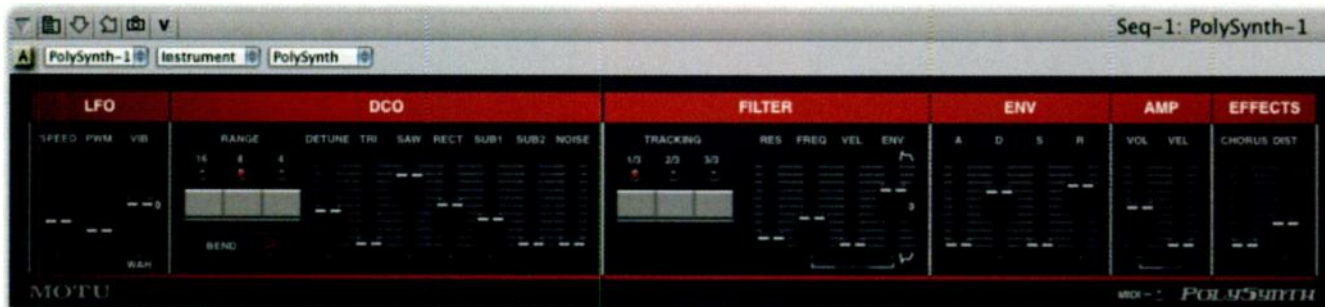 V
Seq-1: PolySynth-1
A PolySynth-1 Instrument PolySynth
LFO DCO FILTER ENV AMP EFFECTS
SPEED PWM VIB RANGE DETUNE TRI SAW RECT SUB1 SUB2 NOISE TRACKING RES FREQ VEL ENV A D S R VOL VEL CHORUS DIST
16 8 4 1/3 2/3 3/3
0
BEND
WAH
MOTU MIDI POLYSYNTH